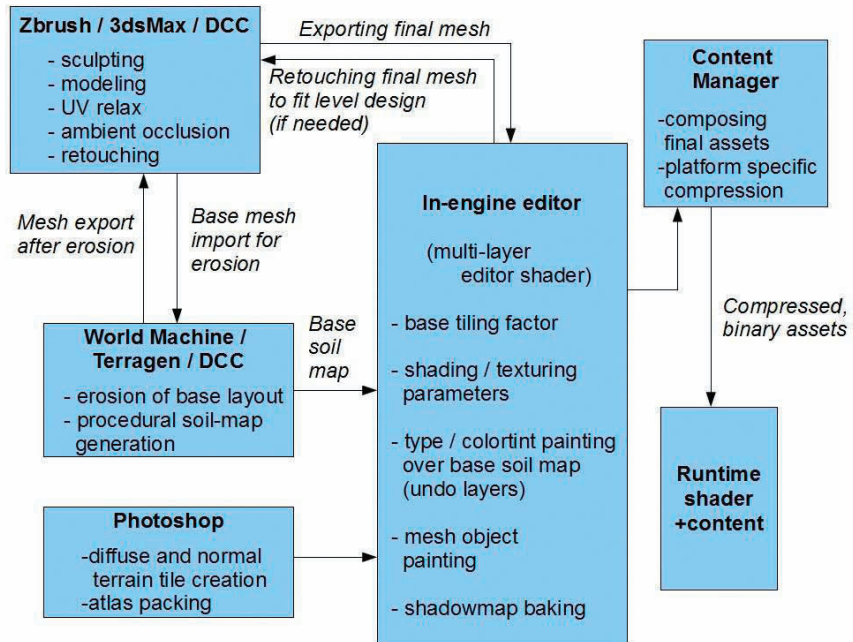 Zbrush / 3dsMax / DCC
- sculpting
- modeling
- UV relax
- ambient occlusion
- retouching
Exporting final mesh
Retouching final mesh
to fit level design
(if needed)
Content
Manager
-composing
final assets
-platform specific
compression
Mesh export
after erosion
Base mesh
import for
erosion
In-engine editor
(multi-layer
editor shader)
- base tiling factor
- shading / texturing
parameters
- type / colortint painting
over base soil map
(undo layers)
- mesh object
painting
- shadowmap baking
World Machine /
Terragen / DCC
- erosion of base layout
- procedural soil-map
generation
Base
soil
map
Compressed,
binary assets
Photoshop
-diffuse and normal
terrain tile creation
-atlas packing
Runtime
shader
+content